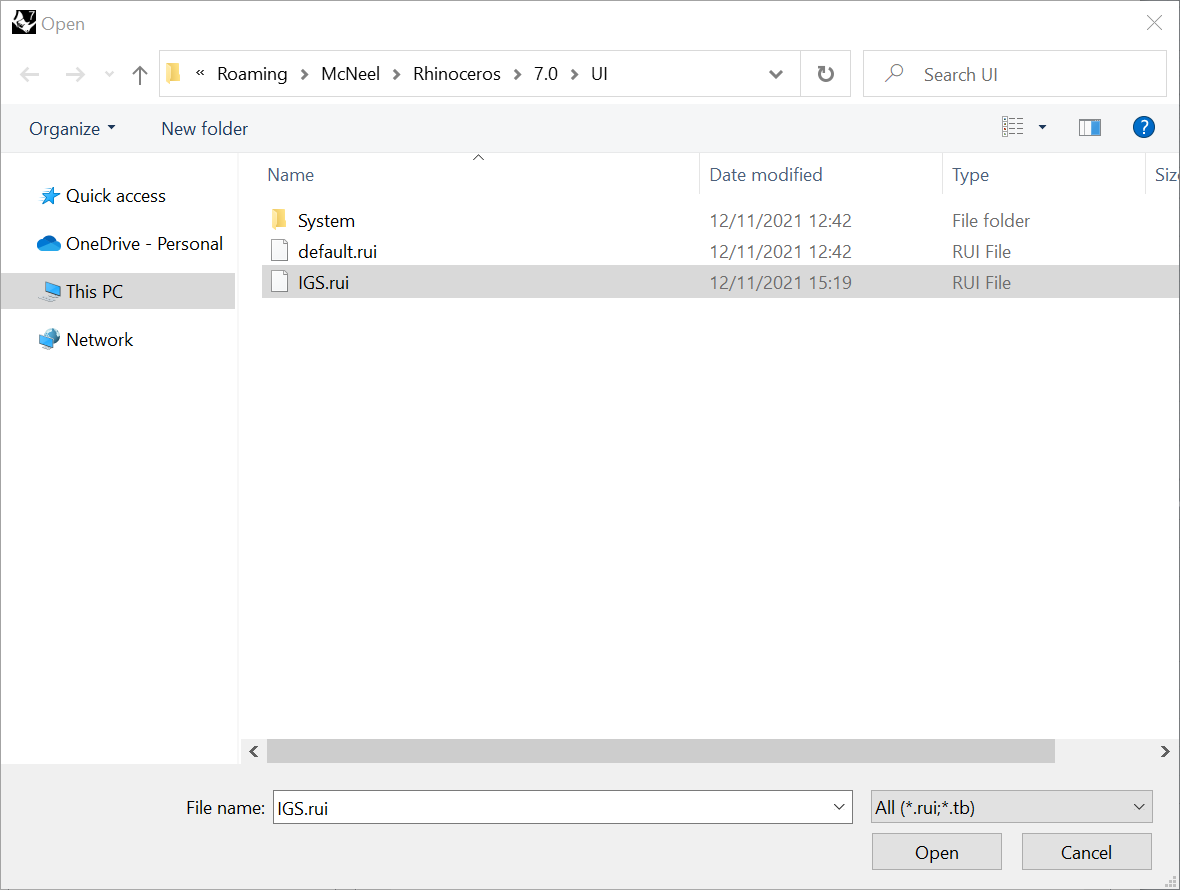 Open
« Roaming > McNeel > Rhinoceros > 7.0 > UI
Search UI
Organize
New folder
?
Name
Date modified
Type
Siz
Quick access
OneDrive - Personal
This PC
Network
System 12/11/2021 12:42 File folder
default.rui 12/11/2021 12:42 RUI File
IGS.rui 12/11/2021 15:19 RUI File
File name: IGS.rui
All (*.rui;*.tb)
Open
Cancel